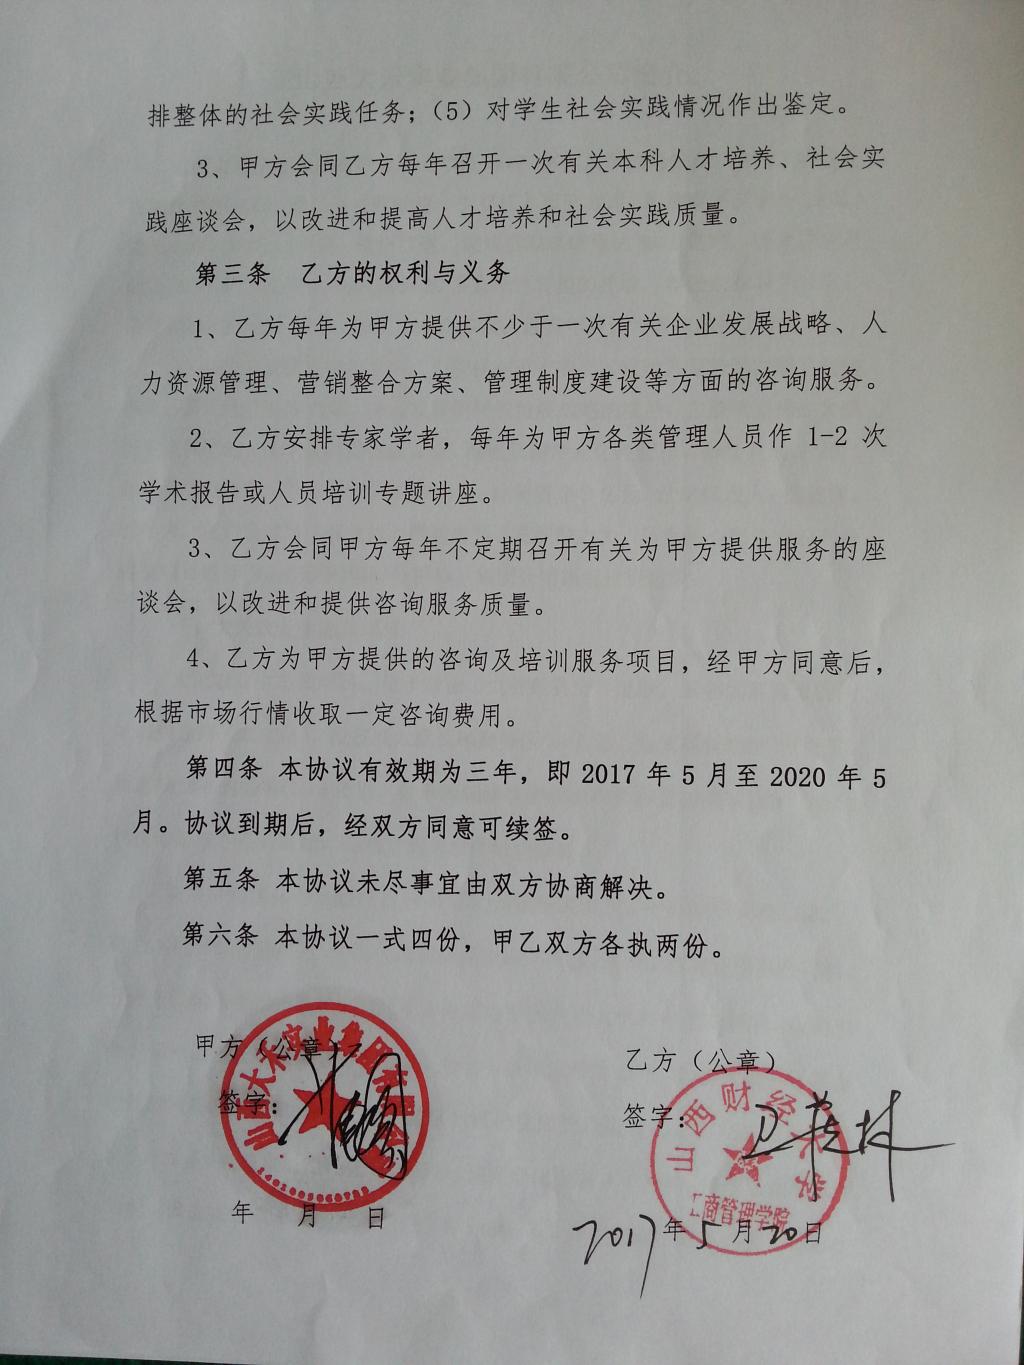 排整体的社会实践任务；（5）对学生社会实践情况作出鉴定。
3、甲方会同乙方每年召开一次有关本科人才培养、社会实
践座谈会，以改进和提高人才培养和社会实践质量。
第三条 乙方的权利与义务
1、乙方每年为甲方提供不少于一次有关企业发展战略、人
力资源管理、营销整合方案、管理制度建设等方面的咨询服务。
2、乙方安排专家学者，每年为甲方各类管理人员作 1-2 次
学术报告或人员培训专题讲座。
3、乙方会同甲方每年不定期召开有关为甲方提供服务的座
谈会，以改进和提供咨询服务质量。
4、乙方为甲方提供的咨询及培训服务项目，经甲方同意后，
根据市场行情收取一定咨询费用。
第四条 本协议有效期为三年，即 2017 年 5 月至 2020 年 5
月。协议到期后，经双方同意可续签。
第五条 本协议未尽事宜由双方协商解决。
第六条 本协议一式四份，甲乙双方各执两份。
甲方（公章）
签字：
年 月 日
乙方（公章）
签字：
山西财经大学
工商管理学院
2017年5月20日